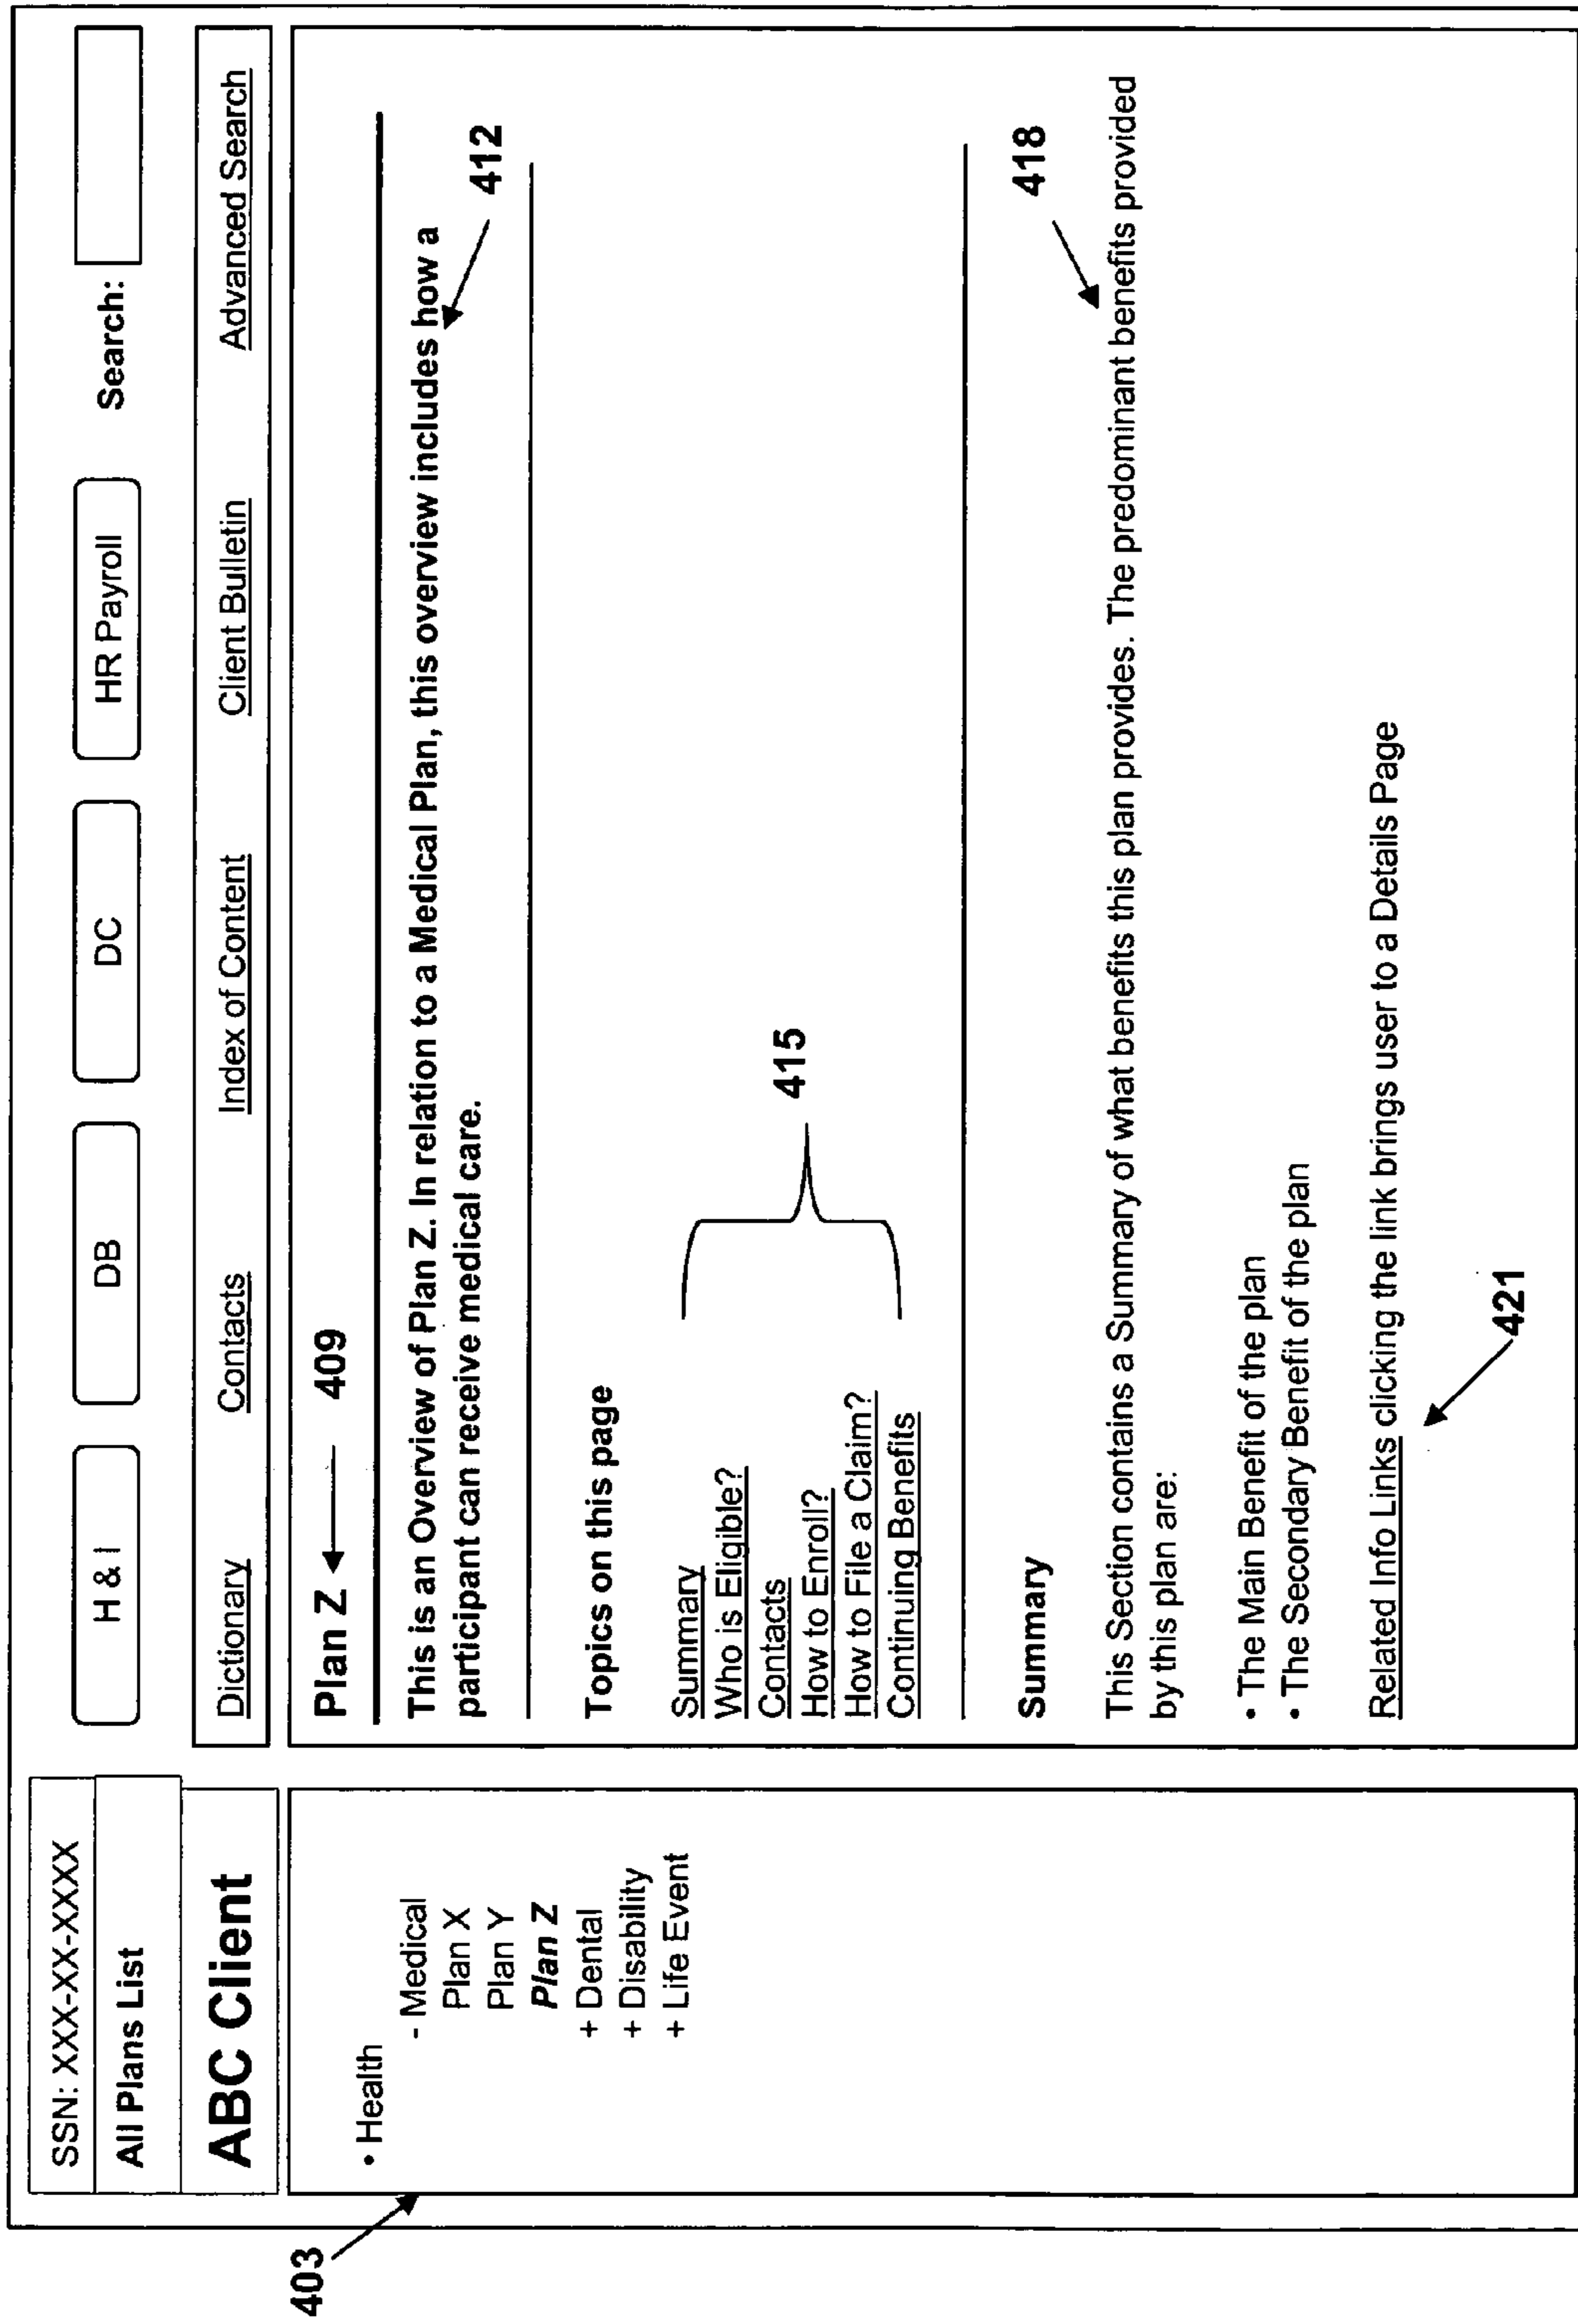 SSN: XXX-XX-XXXX
All Plans List
ABC Client
H & I
DB
DC
HR Payroll
Search:
Dictionary
Contacts
Index of Content
Client Bulletin
Advanced Search
403
• Health
- Medical
Plan X
Plan Y
Plan Z
+ Dental
+ Disability
+ Life Event
Plan Z
409
This is an Overview of Plan Z. In relation to a Medical Plan, this overview includes how a
participant can receive medical care.
412
Topics on this page
Summary
Who is Eligible?
Contacts
How to Enroll?
How to File a Claim?
Continuing Benefits
415
Summary
418
This Section contains a Summary of what benefits this plan provides. The predominant benefits provided
by this plan are:
• The Main Benefit of the plan
• The Secondary Benefit of the plan
Related Info Links clicking the link brings user to a Details Page
421